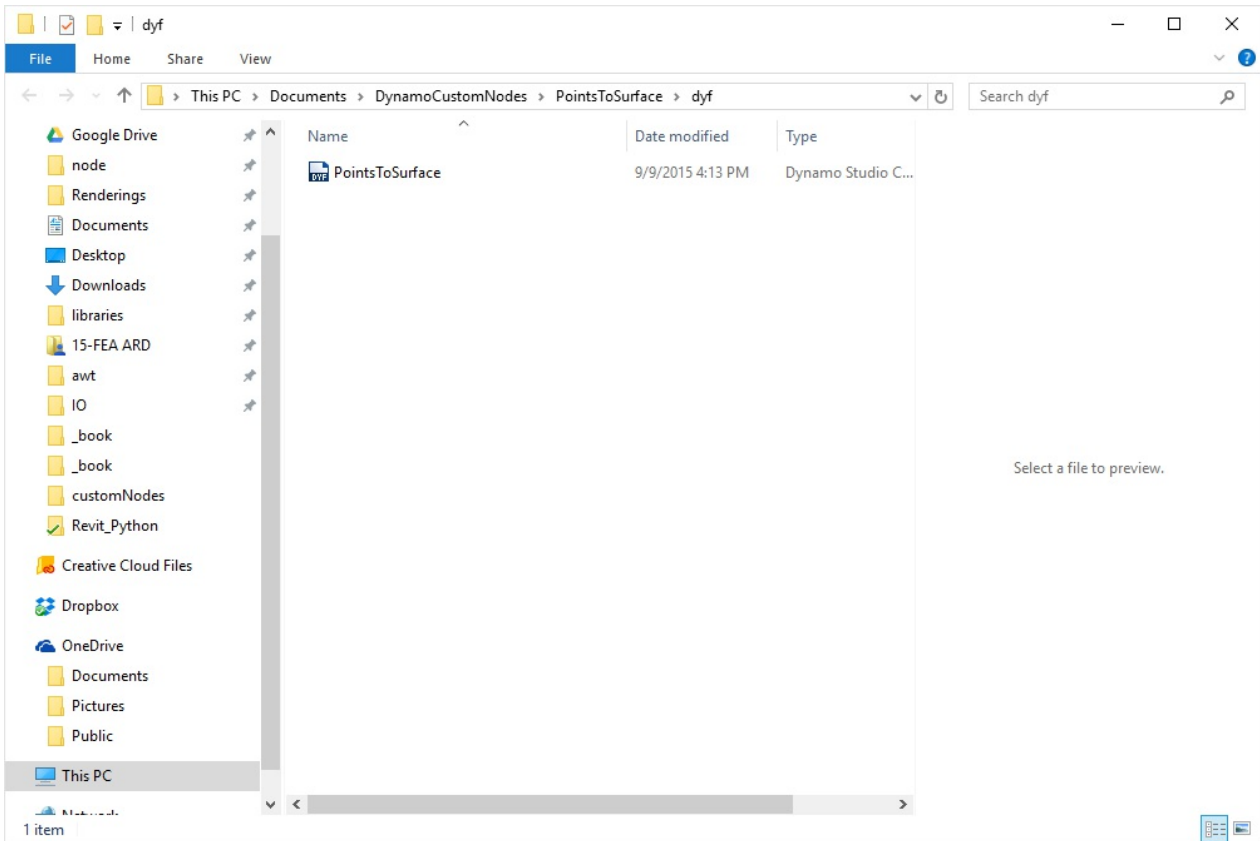 dyf
File Home Share View
This PC > Documents > DynamoCustomNodes > PointsToSurface > dyf
Search dyf
Google Drive
node
Renderings
Documents
Desktop
Downloads
libraries
15-FEA ARD
awt
IO
_book
_book
customNodes
Revit_Python
Creative Cloud Files
Dropbox
OneDrive
Documents
Pictures
Public
This PC
Name Date modified Type
DYF PointsToSurface 9/9/2015 4:13 PM Dynamo Studio C...
Select a file to preview.
1 item